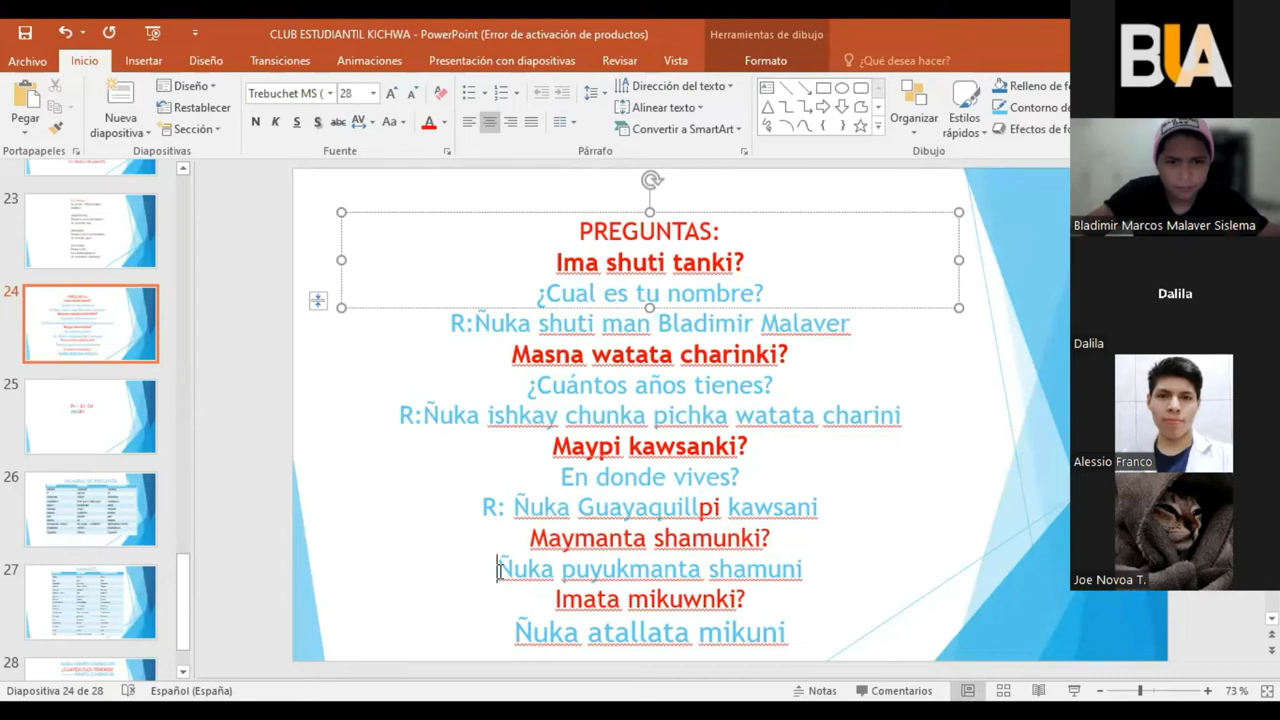 CLUB ESTUDIANTIL KICHWA - PowerPoint (Error de activación de productos)
Herramientas de dibujo
Archivo
Inicio
Insertar
Diseño
Transiciones
Animaciones
Presentación con diapositivas
Revisar
Vista
Formato
¿Qué desea hacer?
Pegar
Portapapeles
Nueva
diapositiva
Diseño
Restablecer
Sección
Diapositivas
Trebuchet MS (
28
N K S S abc AV Aa A
Fuente
Dirección del texto
Alinear texto
Convertir a SmartArt
Párrafo
Organizar
Estilos
rápidos
Relleno de f
Contorno de
Efectos de fo
Dibujo
23
24
25
26
27
28
PREGUNTAS:
Ima shuti tanki?
¿Cual es tu nombre?
R:Ñuka shuti man Bladimir Malaver
Masna watata charinki?
¿Cuántos años tienes?
R:Ñuka ishkay chunka pichka watata charini
Maypi kawsanki?
En donde vives?
R: Ñuka Guayaquillpi kawsani
Maymanta shamunki?
Ñuka puyukmanta shamuni
Imata mikuwnki?
Ñuka atallata mikuni
BUA
Bladimir Marcos Malaver Sislema
Dalila
Dalila
Alessio Franco
Joe Novoa T.
Diapositiva 24 de 28
Español (España)
Notas
Comentarios
73 %